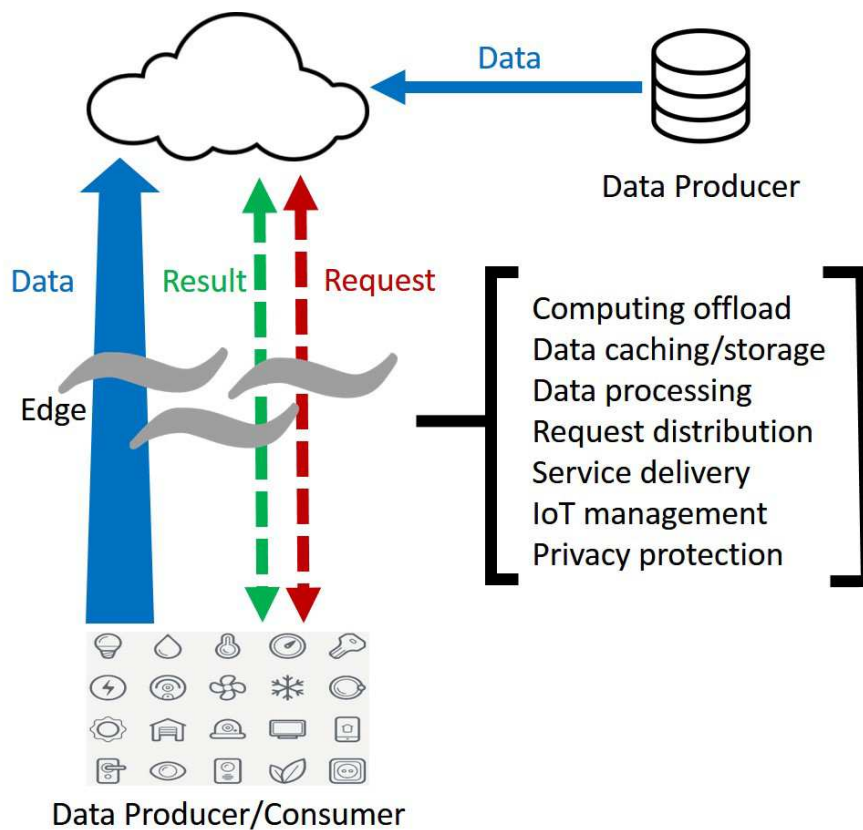 Data
Data Producer
Data
Result
Request
Edge
Computing offload
Data caching/storage
Data processing
Request distribution
Service delivery
IoT management
Privacy protection
Data Producer/Consumer